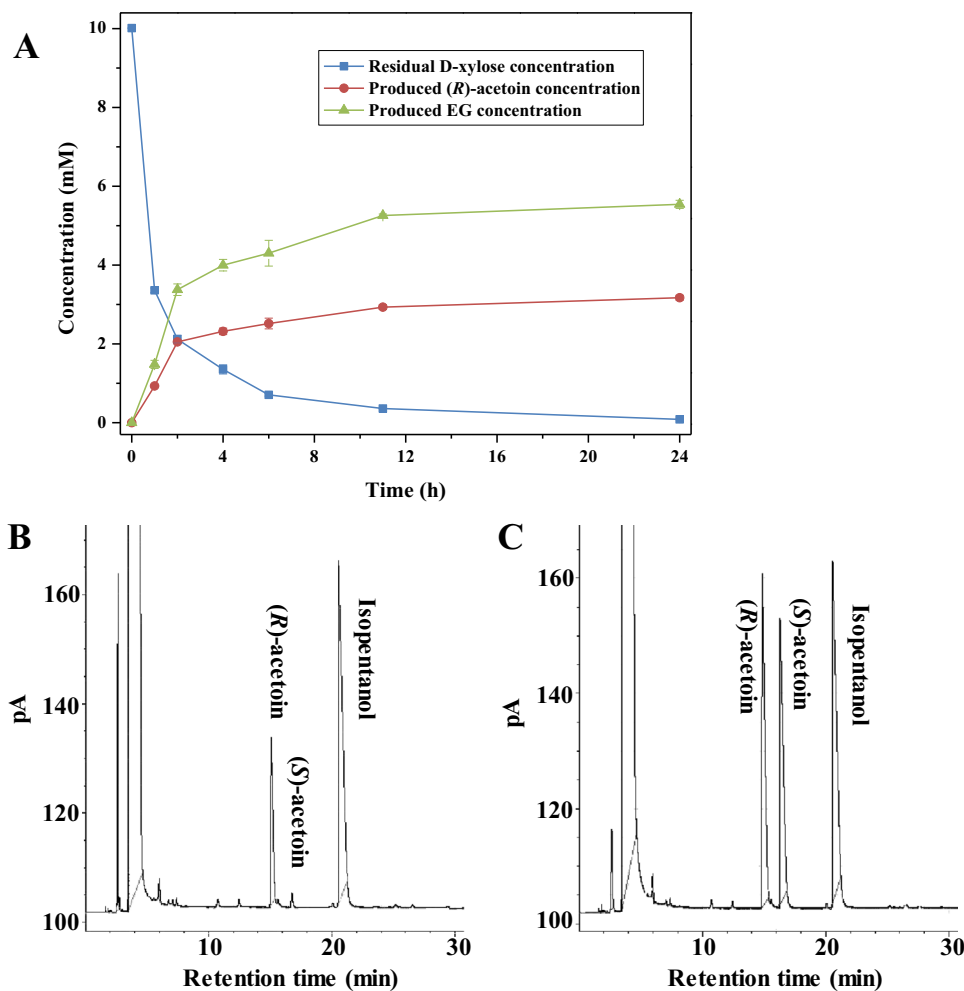 A
Residual D-xylose concentration
Produced (R)-acetoin concentration
Produced EG concentration
Concentration (mM)
10
8
6
4
2
0
0 4 8 12 16 20 24
Time (h)
B
pA
160
140
120
100
(R)-acetoin
(S)-acetoin
Isopentanol
10 20 30
Retention time (min)
C
pA
160
140
120
100
(R)-acetoin
(S)-acetoin
Isopentanol
10 20 30
Retention time (min)